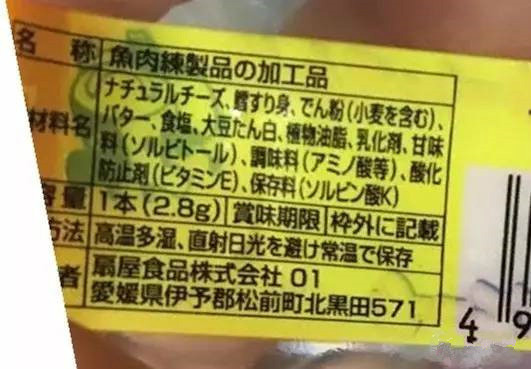 名 称 魚肉練製品の加工品
ナチュラルチーズ、鱈すり身、でん粉(小麦を含む)、
材料名 バター、食塩、大豆たん白、植物油脂、乳化剤、甘味
料(ソルビトール)、調味料(アミノ酸等)、酸化
防止剤(ビタミンE)、保存料(ソルビン酸K)
容量 1本(2.8g) 賞味期限 枠外に記載
方法 高温多湿、直射日光を避け常温で保存
者 扇屋食品株式会社 01
愛媛県伊予郡松前町北黒田571
4 9